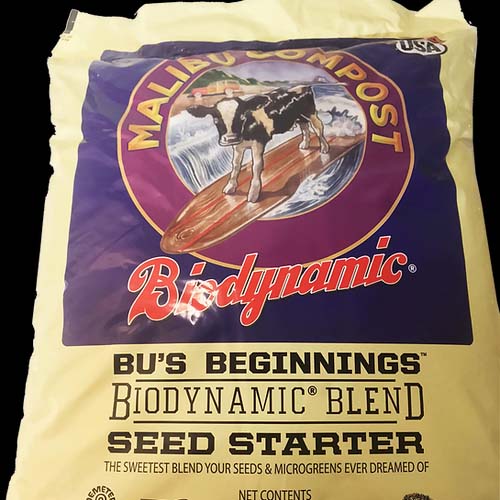 USA
MALIBU COMPOST
Biodynamic®
BU'S BEGINNINGS™
BIODYNAMIC® BLEND
SEED STARTER
THE SWEETEST BLEND YOUR SEEDS & MICROGREENS EVER DREAMED OF
NET CONTENTS